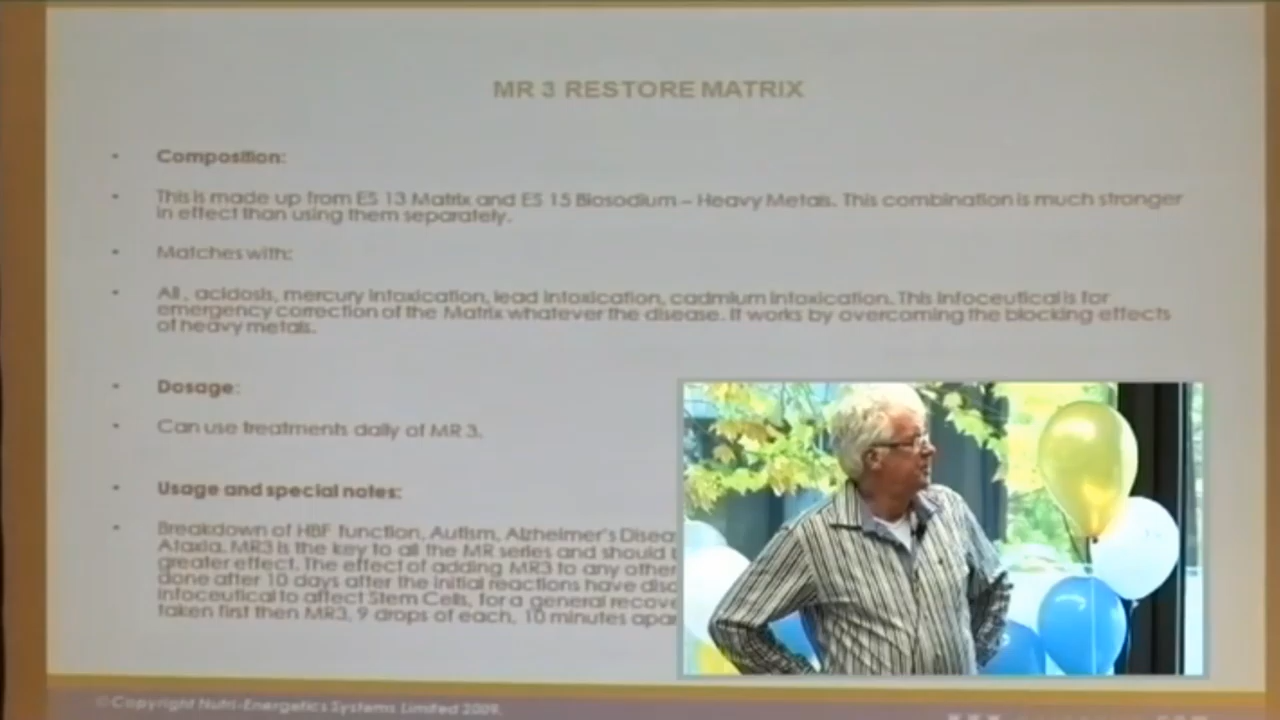 MR 3 RESTORE MATRIX
Composition:
This is made up from ES 13 Matrix and ES 15 Biosodium – Heavy Metals. This combination is much stronger
in effect than using them separately.
Matches with:
All , acidosis, mercury intoxication, lead intoxication, cadmium intoxication. This infoceutical is for
emergency correction of the Matrix whatever the disease. It works by overcoming the blocking effects
of heavy metals.
Dosage:
Can use treatments daily of MR 3.
Usage and special notes:
Breakdown of HBF function, Autism, Alzheimer's
Ataxia. MR3 is the key to all the MR series and should
greater effect. The effect of adding MR3 to any other
done after 10 days after the initial reactions have
infoceutical to affect Stem Cells, for a general
taken first then MR3, 9 drops of each, 10 minutes
©Copyright Nutri-Energetics Systems Limited 2009.